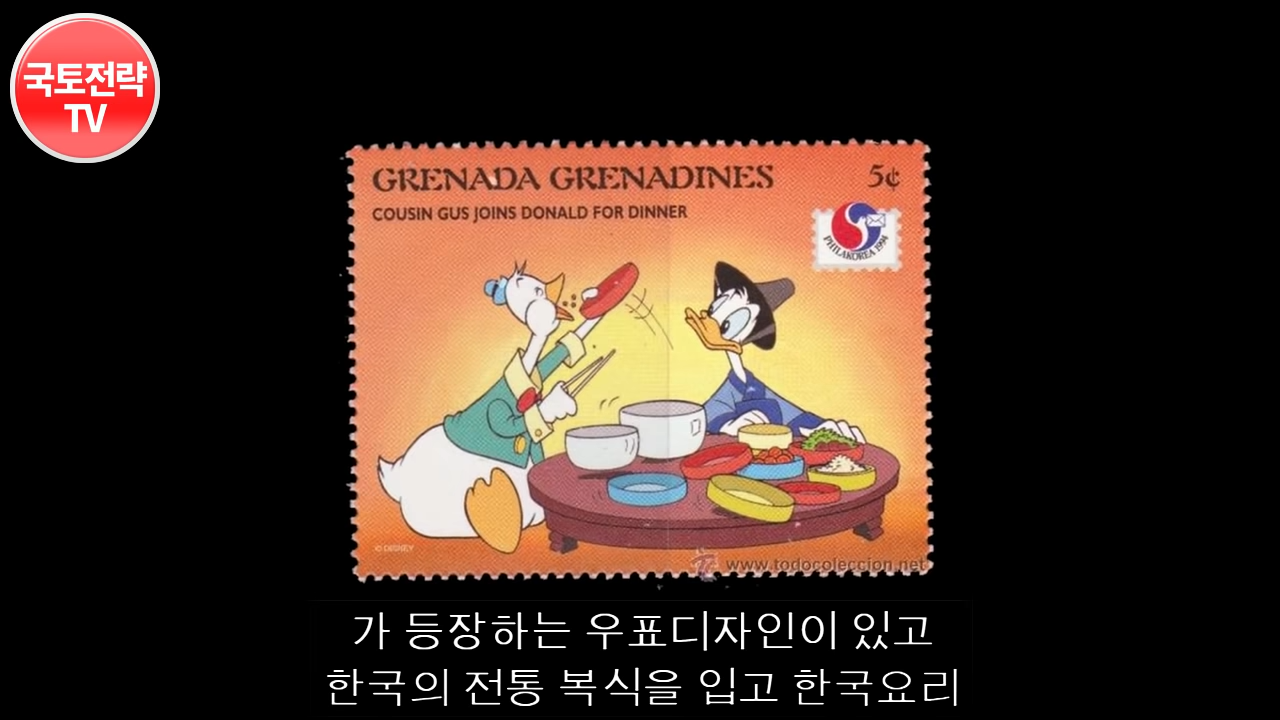 국토전략
TV
GRENADA GRENADINES 5¢
COUSIN GUS JOINS DONALD FOR DINNER
PHILAKOREA 1994
© DISNEY
www.todocoleccion.net
가 등장하는 우표디자인이 있고
한국의 전통 복식을 입고 한국요리